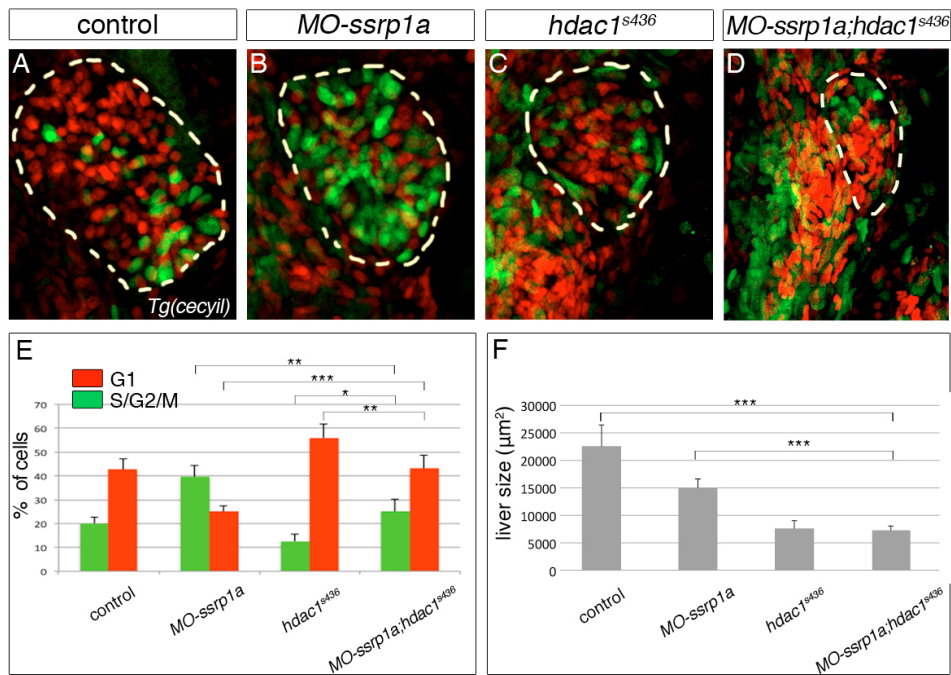 control
MO-ssrp1a
hdac1s436
MO-ssrp1a;hdac1s436
A
B
C
D
Tg(cecyil)
E
G1
S/G2/M
**
***
*
**
% of cells
70
60
50
40
30
20
10
0
control
MO-ssrp1a
hdac1s436
MO-ssrp1a;hdac1s436
F
***
***
liver size (µm2)
30000
25000
20000
15000
10000
5000
0
control
MO-ssrp1a
hdac1s436
MO-ssrp1a;hdac1s436